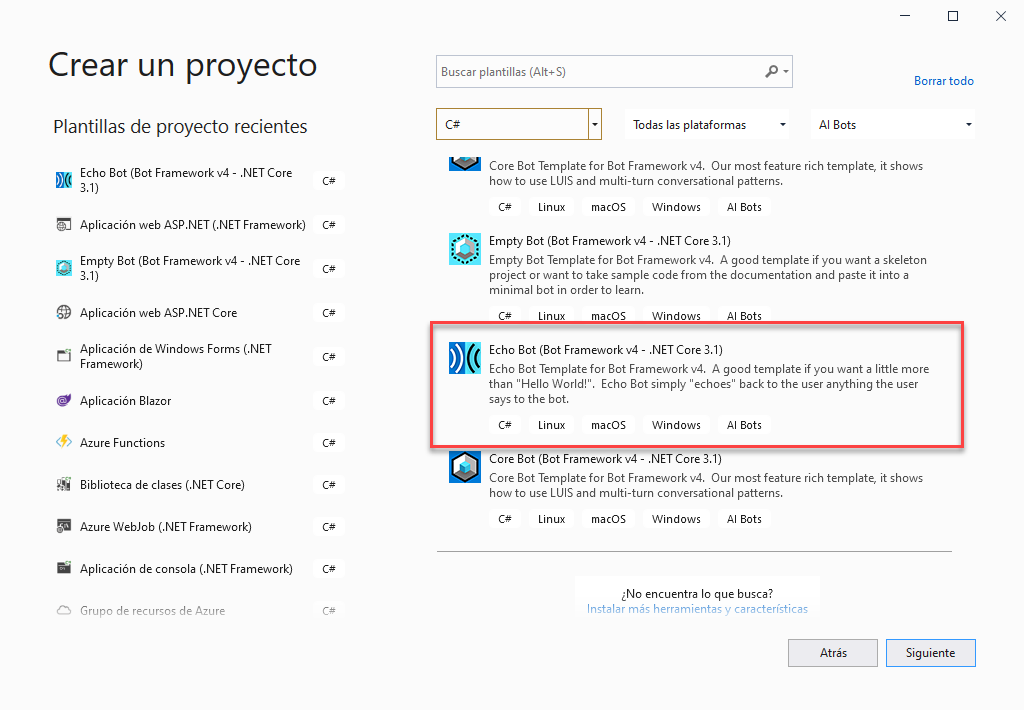 Crear un proyecto
Plantillas de proyecto recientes
Echo Bot (Bot Framework v4 - .NET Core
3.1)
C#
Aplicación web ASP.NET (.NET Framework)
C#
Empty Bot (Bot Framework v4 - .NET Core
3.1)
C#
Aplicación web ASP.NET Core
C#
Aplicación de Windows Forms (.NET
Framework)
C#
Aplicación Blazor
C#
Azure Functions
C#
Biblioteca de clases (.NET Core)
C#
Azure WebJob (.NET Framework)
C#
Aplicación de consola (.NET Framework)
C#
Grupo de recursos de Azure
C#
Buscar plantillas (Alt+S)
Borrar todo
C#
Todas las plataformas
AI Bots
Core Bot Template for Bot Framework v4.  Our most feature rich template, it shows
how to use LUIS and multi-turn conversational patterns.
C# Linux macOS Windows AI Bots
Empty Bot (Bot Framework v4 - .NET Core 3.1)
Empty Bot Template for Bot Framework v4.  A good template if you want a skeleton
project or want to take sample code from the documentation and paste it into a
minimal bot in order to learn.
C# Linux macOS Windows AI Bots
Echo Bot (Bot Framework v4 - .NET Core 3.1)
Echo Bot Template for Bot Framework v4.  A good template if you want a little more
than "Hello World!".  Echo Bot simply "echoes" back to the user anything the user
says to the bot.
C# Linux macOS Windows AI Bots
Core Bot (Bot Framework v4 - .NET Core 3.1)
Core Bot Template for Bot Framework v4.  Our most feature rich template, it shows
how to use LUIS and multi-turn conversational patterns.
C# Linux macOS Windows AI Bots
¿No encuentra lo que busca?
Instalar más herramientas y características
Atrás
Siguiente